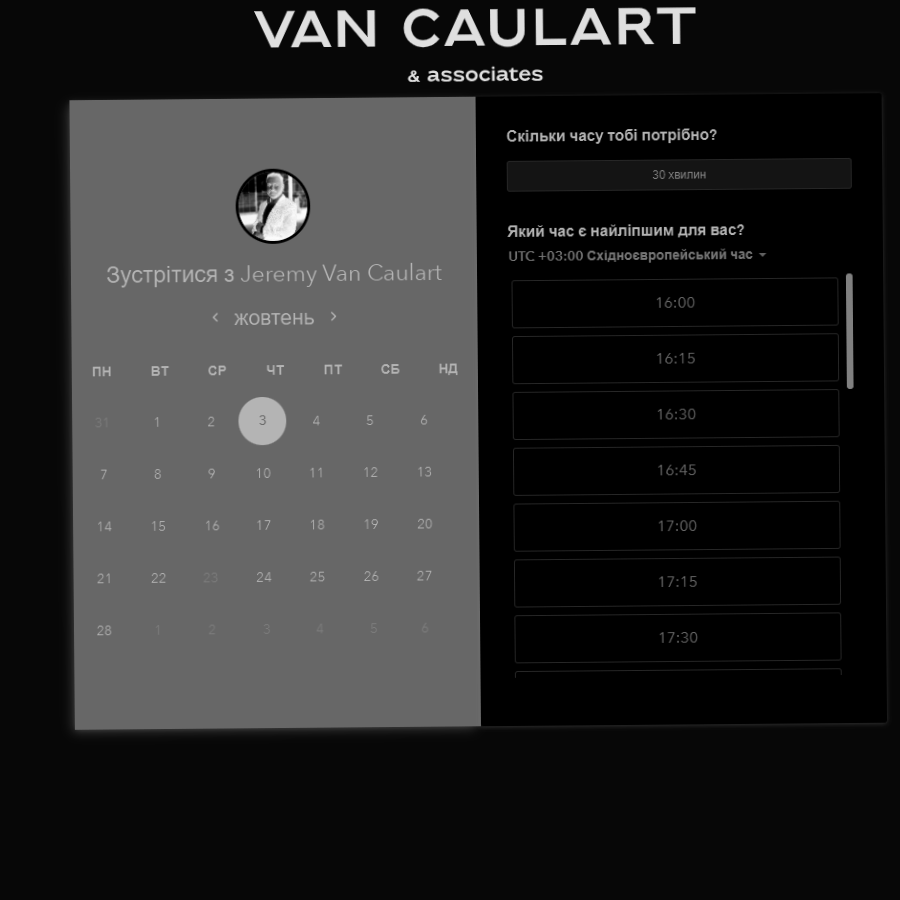 VAN CAULART
& associates
Зустрітися з Jeremy Van Caulart
жовтень
ПН ВТ СР ЧТ ПТ СБ НД
31 1 2 3 4 5 6
7 8 9 10 11 12 13
14 15 16 17 18 19 20
21 22 23 24 25 26 27
28 1 2 3 4 5 6
Скільки часу тобі потрібно?
30 хвилин
Який час є найліпшим для вас?
UTC +03:00 Східноєвропейський час
16:00
16:15
16:30
16:45
17:00
17:15
17:30